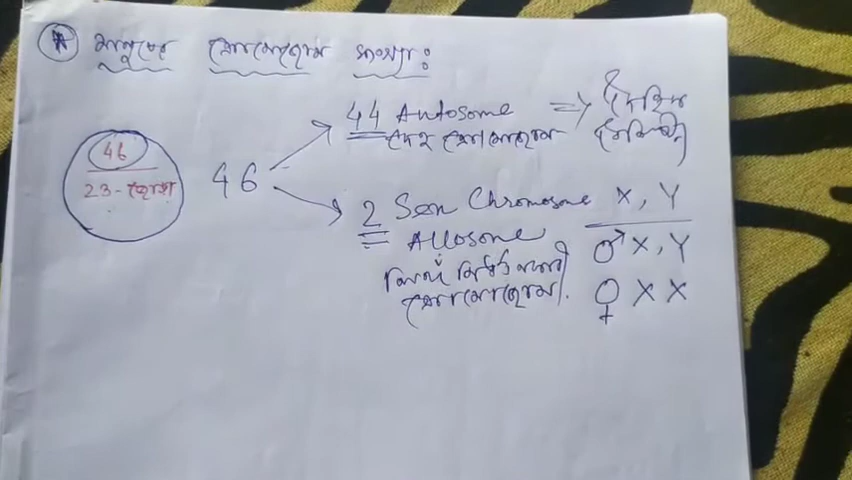 * মানুষের ক্রোমোজোম সংখ্যা :
46
23 - জোড়া
46
44 Autosome ⇒ দৈহিক
দেহ ক্রোমোজোম
2 Sex Chromosome X, Y
Allosome ♂ X, Y
লিঙ্গ নির্ধারণকারী ♀ X X
ক্রোমোজোম.